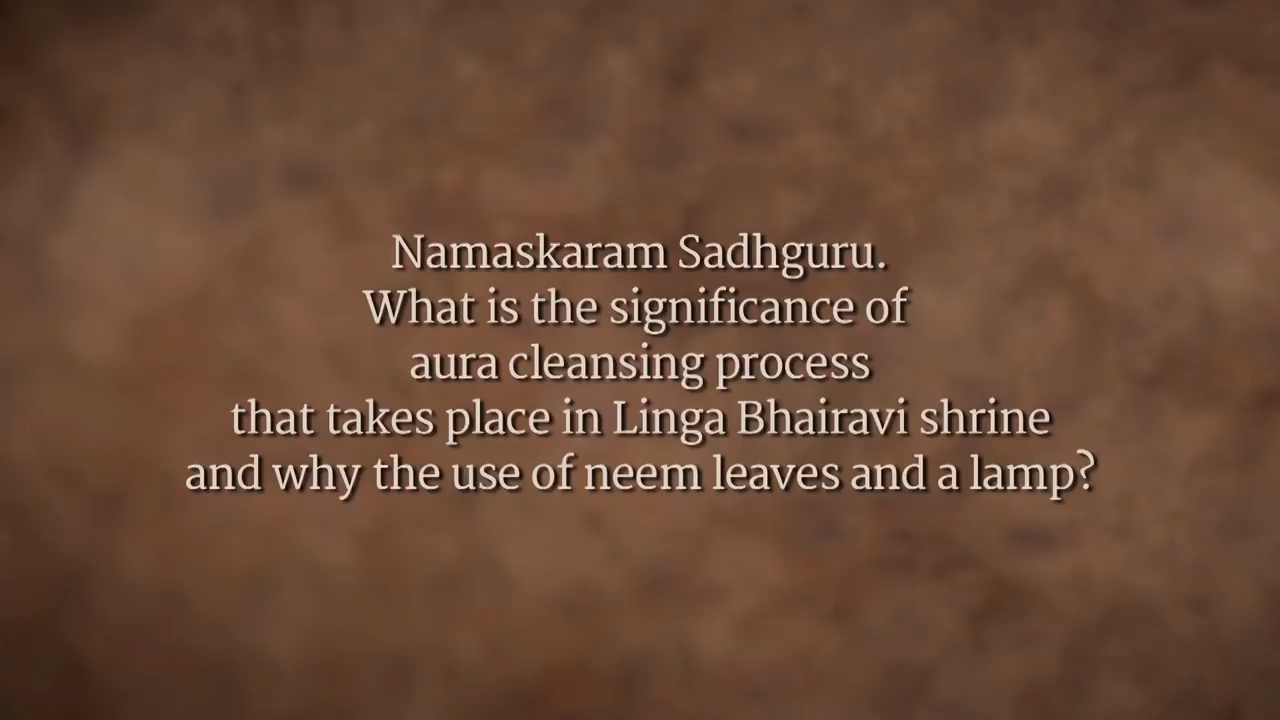 Namaskaram Sadhguru.
What is the significance of
aura cleansing process
that takes place in Linga Bhairavi shrine
and why the use of neem leaves and a lamp?